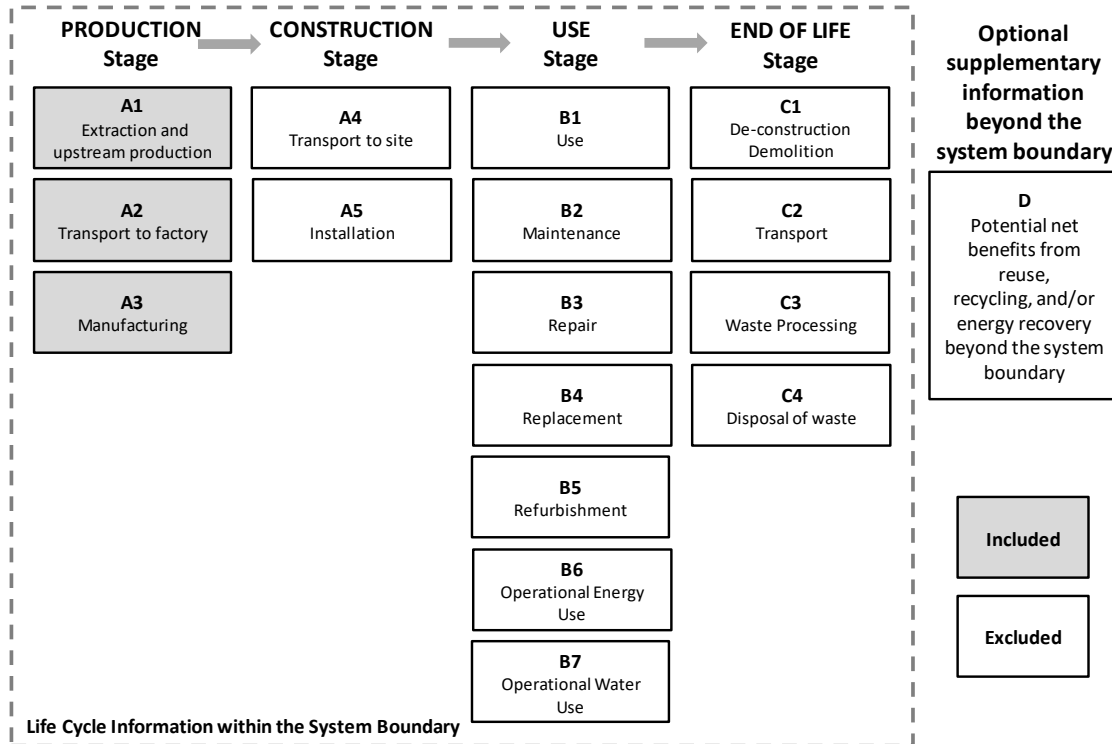 PRODUCTION
Stage
CONSTRUCTION
Stage
USE
Stage
END OF LIFE
Stage
A1
Extraction and
upstream production
A2
Transport to factory
A3
Manufacturing
A4
Transport to site
A5
Installation
B1
Use
B2
Maintenance
B3
Repair
B4
Replacement
B5
Refurbishment
B6
Operational Energy
Use
B7
Operational Water
Use
C1
De-construction
Demolition
C2
Transport
C3
Waste Processing
C4
Disposal of waste
Life Cycle Information within the System Boundary
Optional
supplementary
information
beyond the
system boundary
D
Potential net
benefits from
reuse,
recycling, and/or
energy recovery
beyond the system
boundary
Included
Excluded